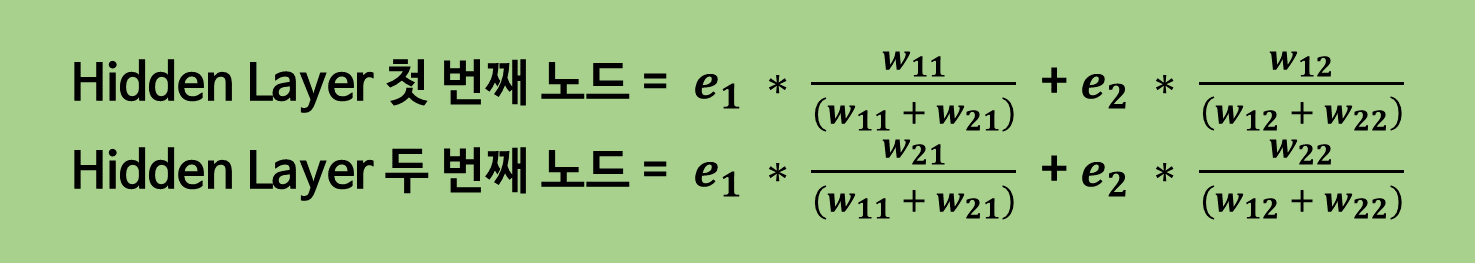 Hidden Layer 첫 번째 노드 = e₁ * w₁₁/(w₁₁ + w₂₁) + e₂ * w₁₂/(w₁₂ + w₂₂)
Hidden Layer 두 번째 노드 = e₁ * w₂₁/(w₁₁ + w₂₁) + e₂ * w₂₂/(w₁₂ + w₂₂)